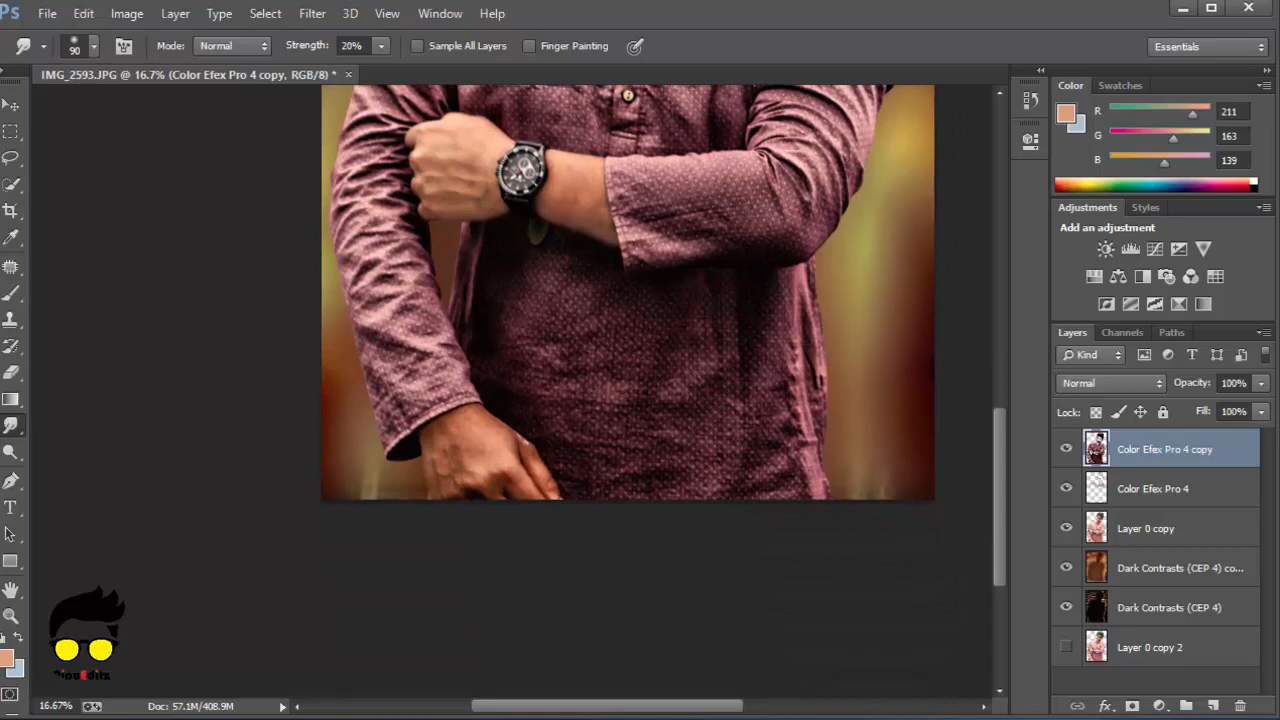 Ps File Edit Image Layer Type Select Filter 3D View Window Help
90 Mode: Normal Strength: 20% Sample All Layers Finger Painting Essentials
IMG_2593.JPG @ 16.7% (Color Efex Pro 4 copy, RGB/8) *
Color Swatches
R 211
G 163
B 139
Adjustments Styles
Add an adjustment
Layers Channels Paths
Kind
Normal Opacity: 100%
Lock: Fill: 100%
Color Efex Pro 4 copy
Color Efex Pro 4
Layer 0 copy
Dark Contrasts (CEP 4) co...
Dark Contrasts (CEP 4)
Layer 0 copy 2
16.67% Doc: 57.1M/408.9M